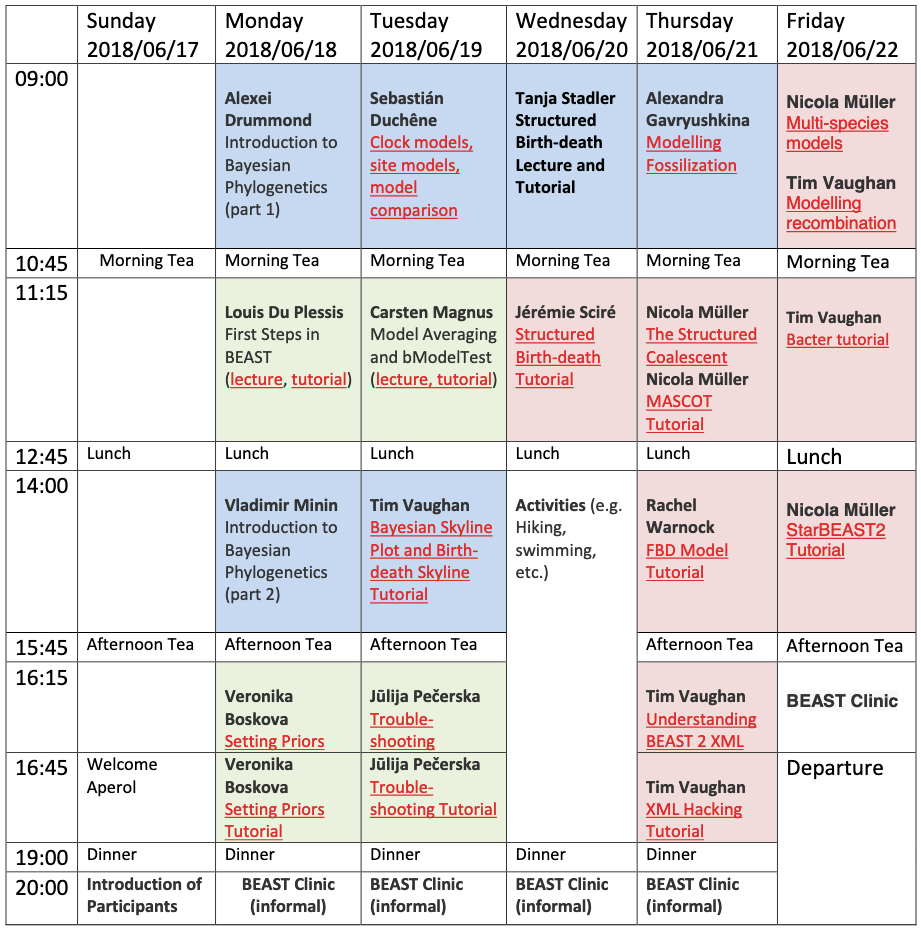 Sunday
2018/06/17
Monday
2018/06/18
Tuesday
2018/06/19
Wednesday
2018/06/20
Thursday
2018/06/21
Friday
2018/06/22
09:00
Alexei
Drummond
Introduction to
Bayesian
Phylogenetics
(part 1)
Sebastián
Duchêne
Clock models,
site models,
model
comparison
Tanja Stadler
Structured
Birth-death
Lecture and
Tutorial
Alexandra
Gavryushkina
Modelling
Fossilization
Nicola Müller
Multi-species
models
Tim Vaughan
Modelling
recombination
10:45
Morning Tea
Morning Tea
Morning Tea
Morning Tea
Morning Tea
Morning Tea
11:15
Louis Du Plessis
First Steps in
BEAST
(lecture, tutorial)
Carsten Magnus
Model Averaging
and bModelTest
(lecture, tutorial)
Jérémie Sciré
Structured
Birth-death
Tutorial
Nicola Müller
The Structured
Coalescent
Nicola Müller
MASCOT
Tutorial
Tim Vaughan
Bacter tutorial
12:45
Lunch
Lunch
Lunch
Lunch
Lunch
Lunch
14:00
Vladimir Minin
Introduction to
Bayesian
Phylogenetics
(part 2)
Tim Vaughan
Bayesian Skyline
Plot and Birth-
death Skyline
Tutorial
Activities (e.g.
Hiking,
swimming,
etc.)
Rachel
Warnock
FBD Model
Tutorial
Nicola Müller
StarBEAST2
Tutorial
15:45
Afternoon Tea
Afternoon Tea
Afternoon Tea
Afternoon Tea
Afternoon Tea
16:15
Veronika
Boskova
Setting Priors
Jūlija Pečerska
Trouble-
shooting
Tim Vaughan
Understanding
BEAST 2 XML
BEAST Clinic
16:45
Welcome
Aperol
Veronika
Boskova
Setting Priors
Tutorial
Jūlija Pečerska
Trouble-
shooting Tutorial
Tim Vaughan
XML Hacking
Tutorial
Departure
19:00
Dinner
Dinner
Dinner
Dinner
Dinner
20:00
Introduction of
Participants
BEAST Clinic
(informal)
BEAST Clinic
(informal)
BEAST Clinic
(informal)
BEAST Clinic
(informal)